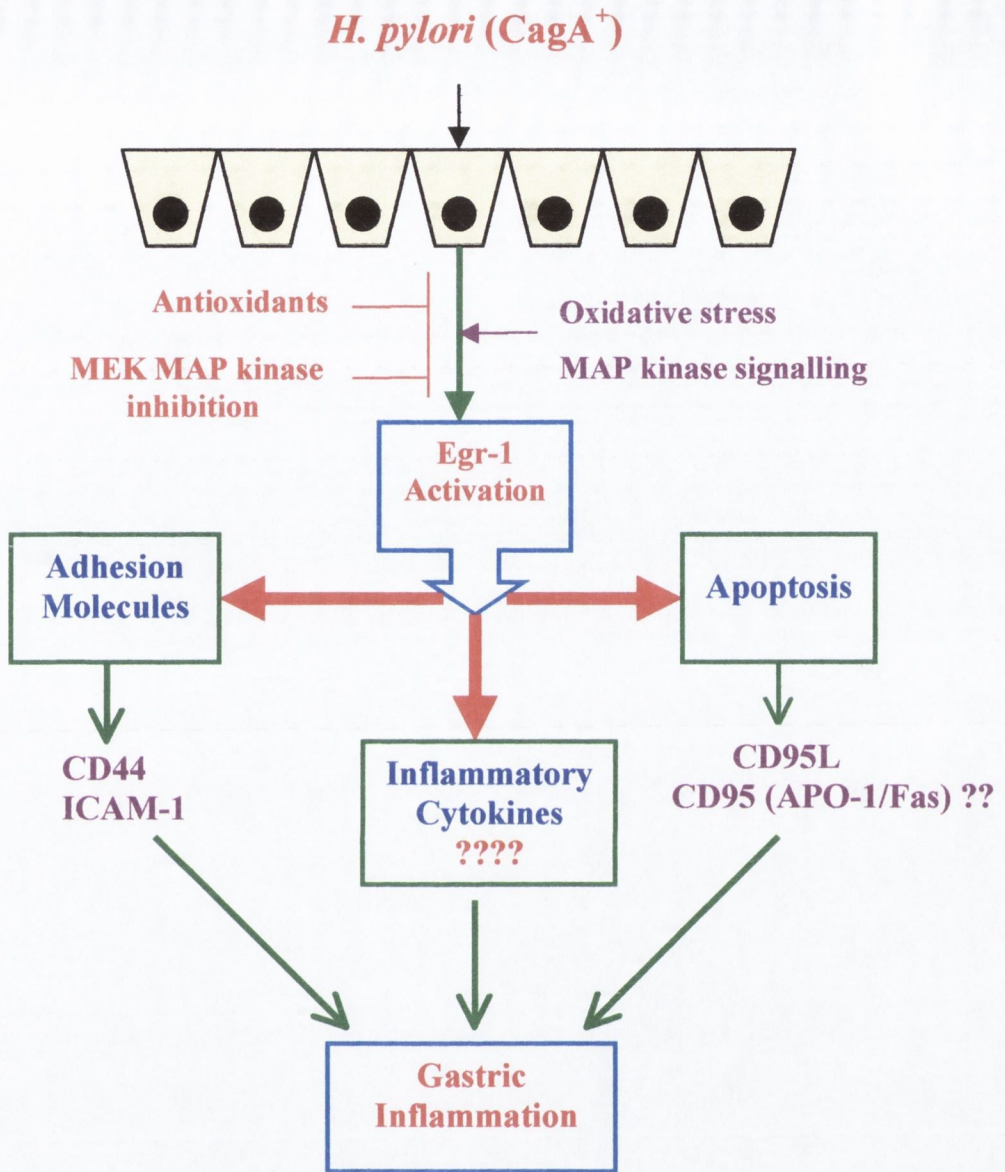 H. pylori (CagA⁺)
Antioxidants
Oxidative stress
MEK MAP kinase
inhibition
MAP kinase signalling
Egr-1
Activation
Adhesion
Molecules
Apoptosis
CD44
ICAM-1
Inflammatory
Cytokines
????
CD95L
CD95 (APO-1/Fas) ??
Gastric
Inflammation